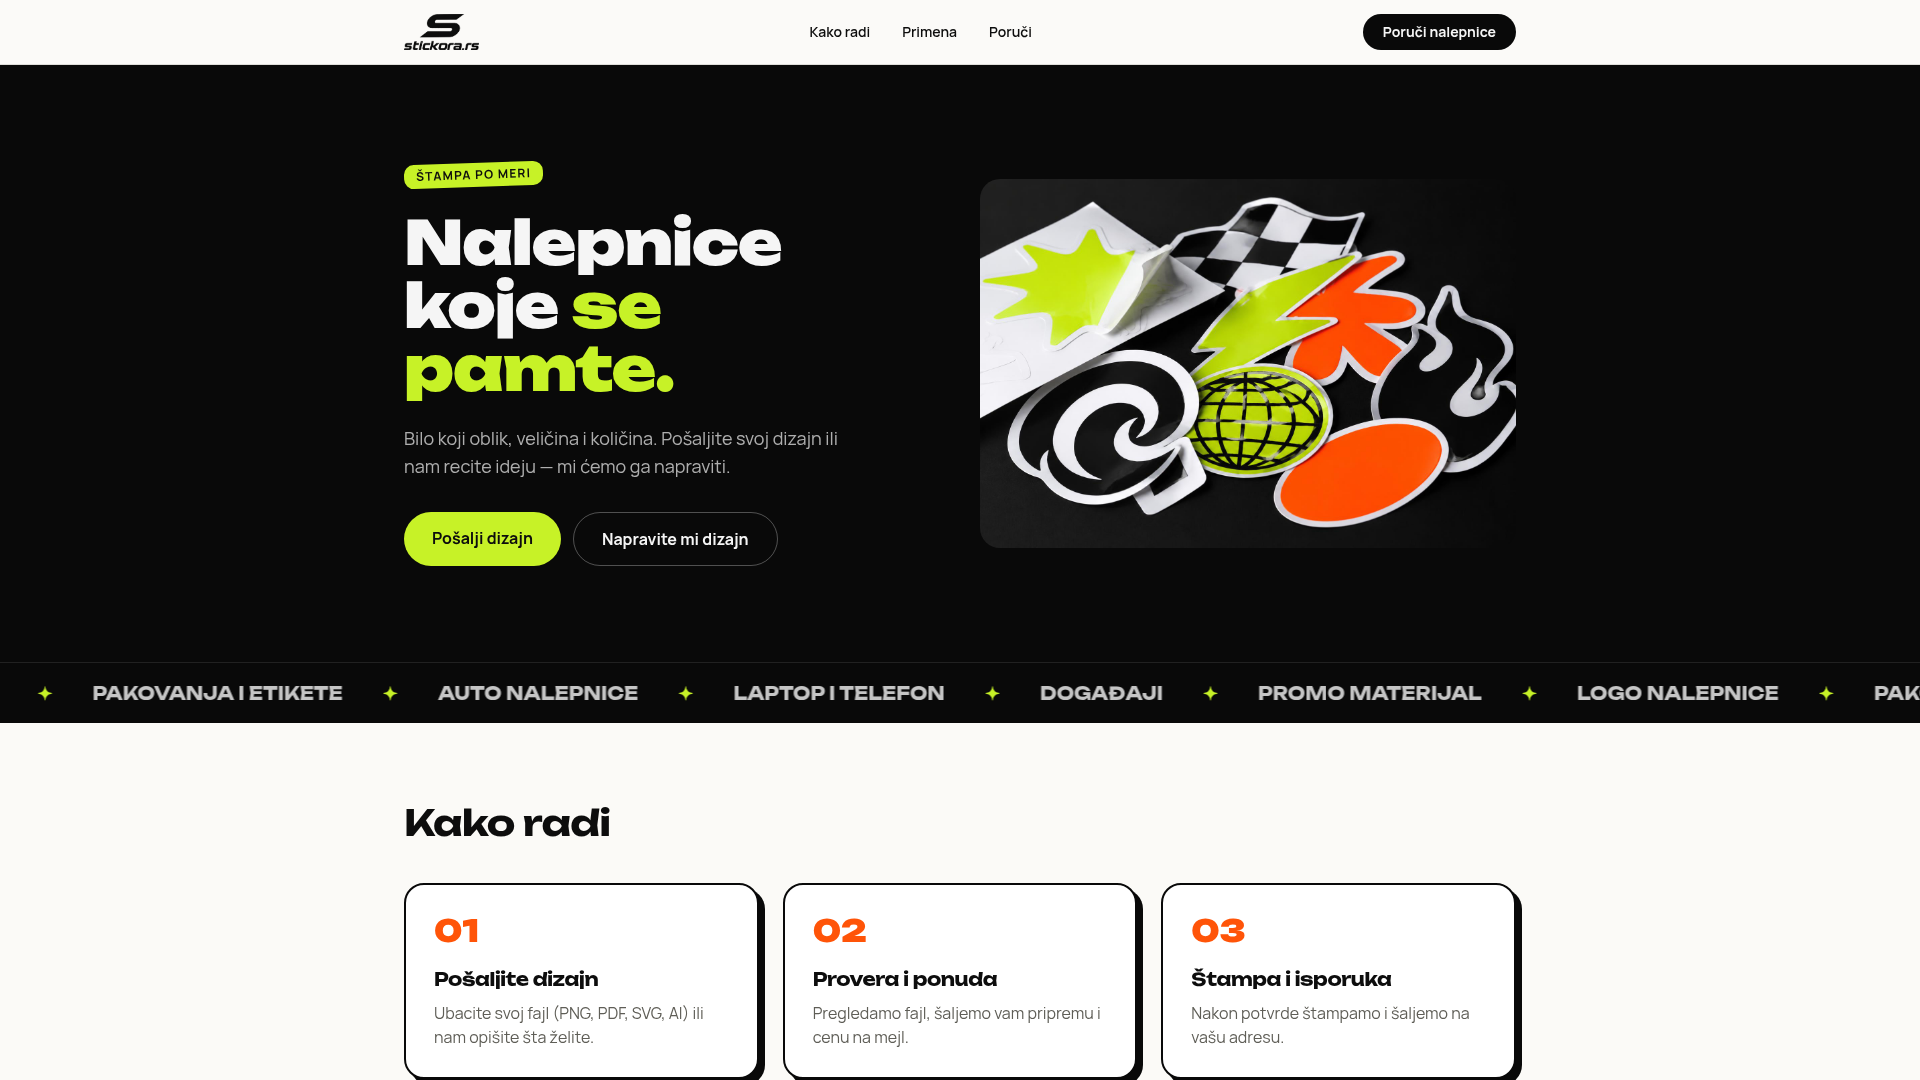 stickora.rs
Kako radi
Primena
Poruči
Poruči nalepnice
ŠTAMPA PO MERI
Nalepnice
koje se
pamte.
Bilo koji oblik, veličina i količina. Pošaljite svoj dizajn ili
nam recite ideju — mi ćemo ga napraviti.
Pošalji dizajn
Napravite mi dizajn
PAKOVANJA I ETIKETE
AUTO NALEPNICE
LAPTOP I TELEFON
DOGAĐAJI
PROMO MATERIJAL
LOGO NALEPNICE
Kako radi
01
Pošaljite dizajn
Ubacite svoj fajl (PNG, PDF, SVG, AI) ili
nam opišite šta želite.
02
Provera i ponuda
Pregledamo fajl, šaljemo vam pripremu i
cenu na mejl.
03
Štampa i isporuka
Nakon potvrde štampamo i šaljemo na
vašu adresu.